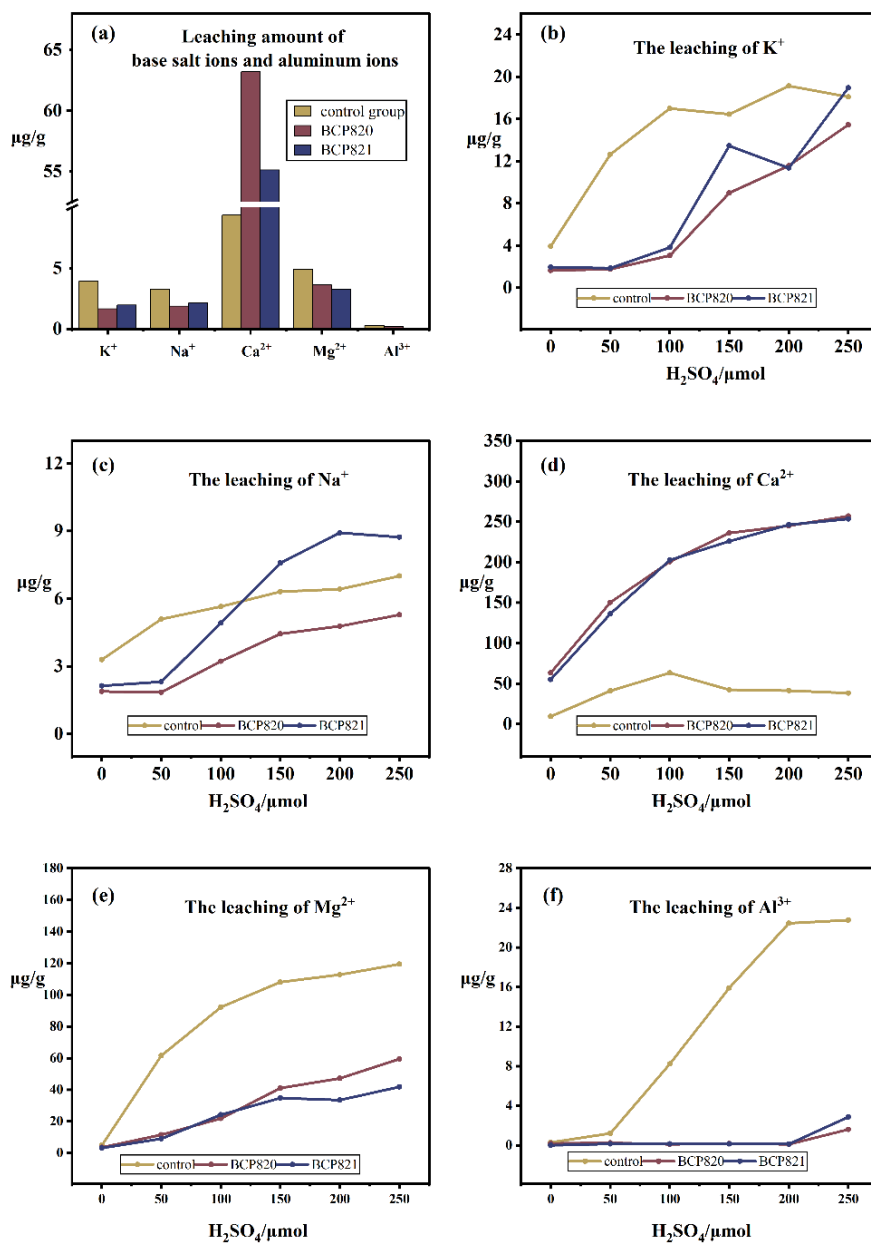 (a)
Leaching amount of
base salt ions and aluminum ions
control group
BCP820
BCP821
µg/g
65
60
55
5
0
K⁺ Na⁺ Ca²⁺ Mg²⁺ Al³⁺
(b)
The leaching of K⁺
µg/g
24
20
16
12
8
4
0
control BCP820 BCP821
0 50 100 150 200 250
H₂SO₄/µmol
(c)
The leaching of Na⁺
µg/g
12
9
6
3
0
control BCP820 BCP821
0 50 100 150 200 250
H₂SO₄/µmol
(d)
The leaching of Ca²⁺
µg/g
350
300
250
200
150
100
50
0
control BCP820 BCP821
0 50 100 150 200 250
H₂SO₄/µmol
(e)
The leaching of Mg²⁺
µg/g
180
160
140
120
100
80
60
40
20
0
control BCP820 BCP821
0 50 100 150 200 250
H₂SO₄/µmol
(f)
The leaching of Al³⁺
µg/g
28
24
20
16
12
8
4
0
control BCP820 BCP821
0 50 100 150 200 250
H₂SO₄/µmol